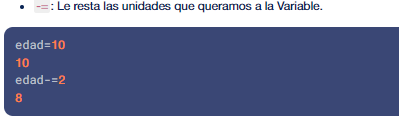 -=: Le resta las unidades que queramos a la Variable.
edad=10
10
edad-=2
8